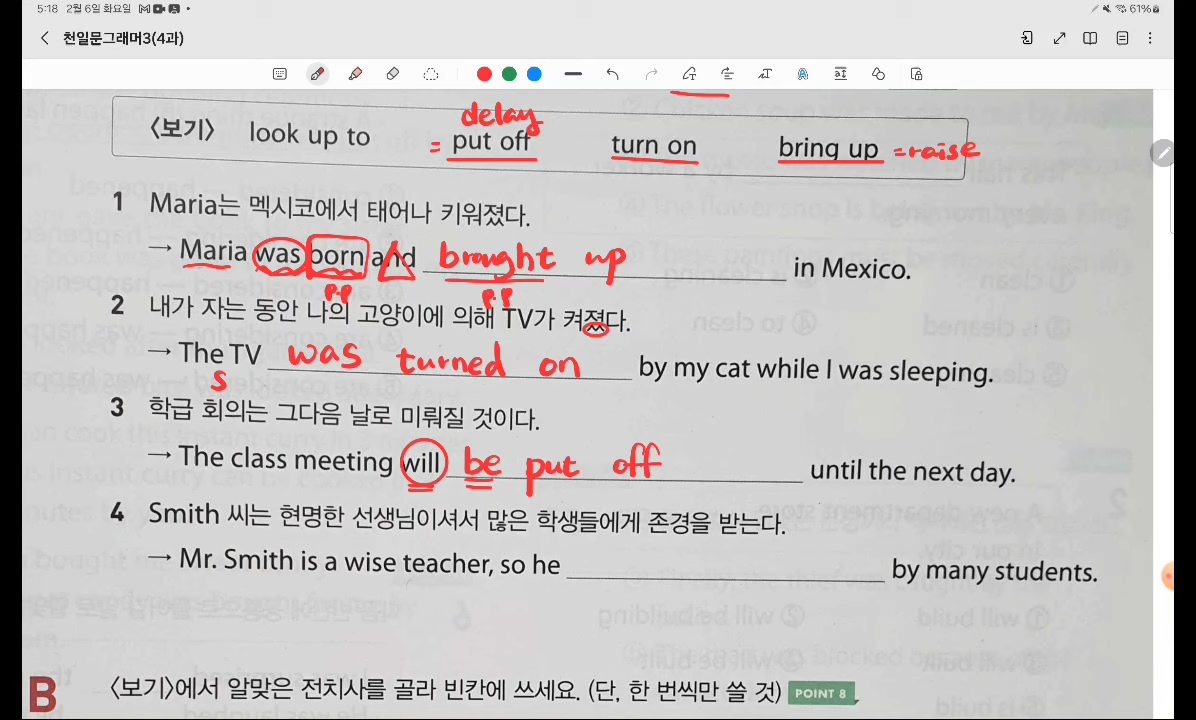 5:18 2월 6일 화요일 61%
천일문그래머3(4과)
delay
〈보기〉 look up to = put off turn on bring up =raise
1 Maria는 멕시코에서 태어나 키워졌다.
→ Maria was born and brought up in Mexico.
pp p.p
2 내가 자는 동안 나의 고양이에 의해 TV가 켜졌다.
→ The TV was turned on by my cat while I was sleeping.
s
3 학급 회의는 그다음 날로 미뤄질 것이다.
→ The class meeting will be put off until the next day.
4 Smith 씨는 현명한 선생님이셔서 많은 학생들에게 존경을 받는다.
→ Mr. Smith is a wise teacher, so he by many students.
B 〈보기〉에서 알맞은 전치사를 골라 빈칸에 쓰세요. (단, 한 번씩만 쓸 것) POINT 8